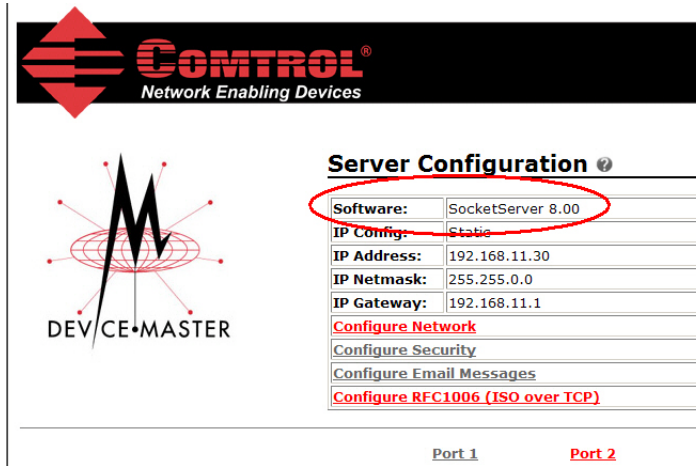 COMTROL®
Network Enabling Devices
Server Configuration ?
Software: SocketServer 8.00
IP Config: Static
IP Address: 192.168.11.30
IP Netmask: 255.255.0.0
IP Gateway: 192.168.11.1
Configure Network
Configure Security
Configure Email Messages
Configure RFC1006 (ISO over TCP)
DEVICE•MASTER
Port 1 Port 2